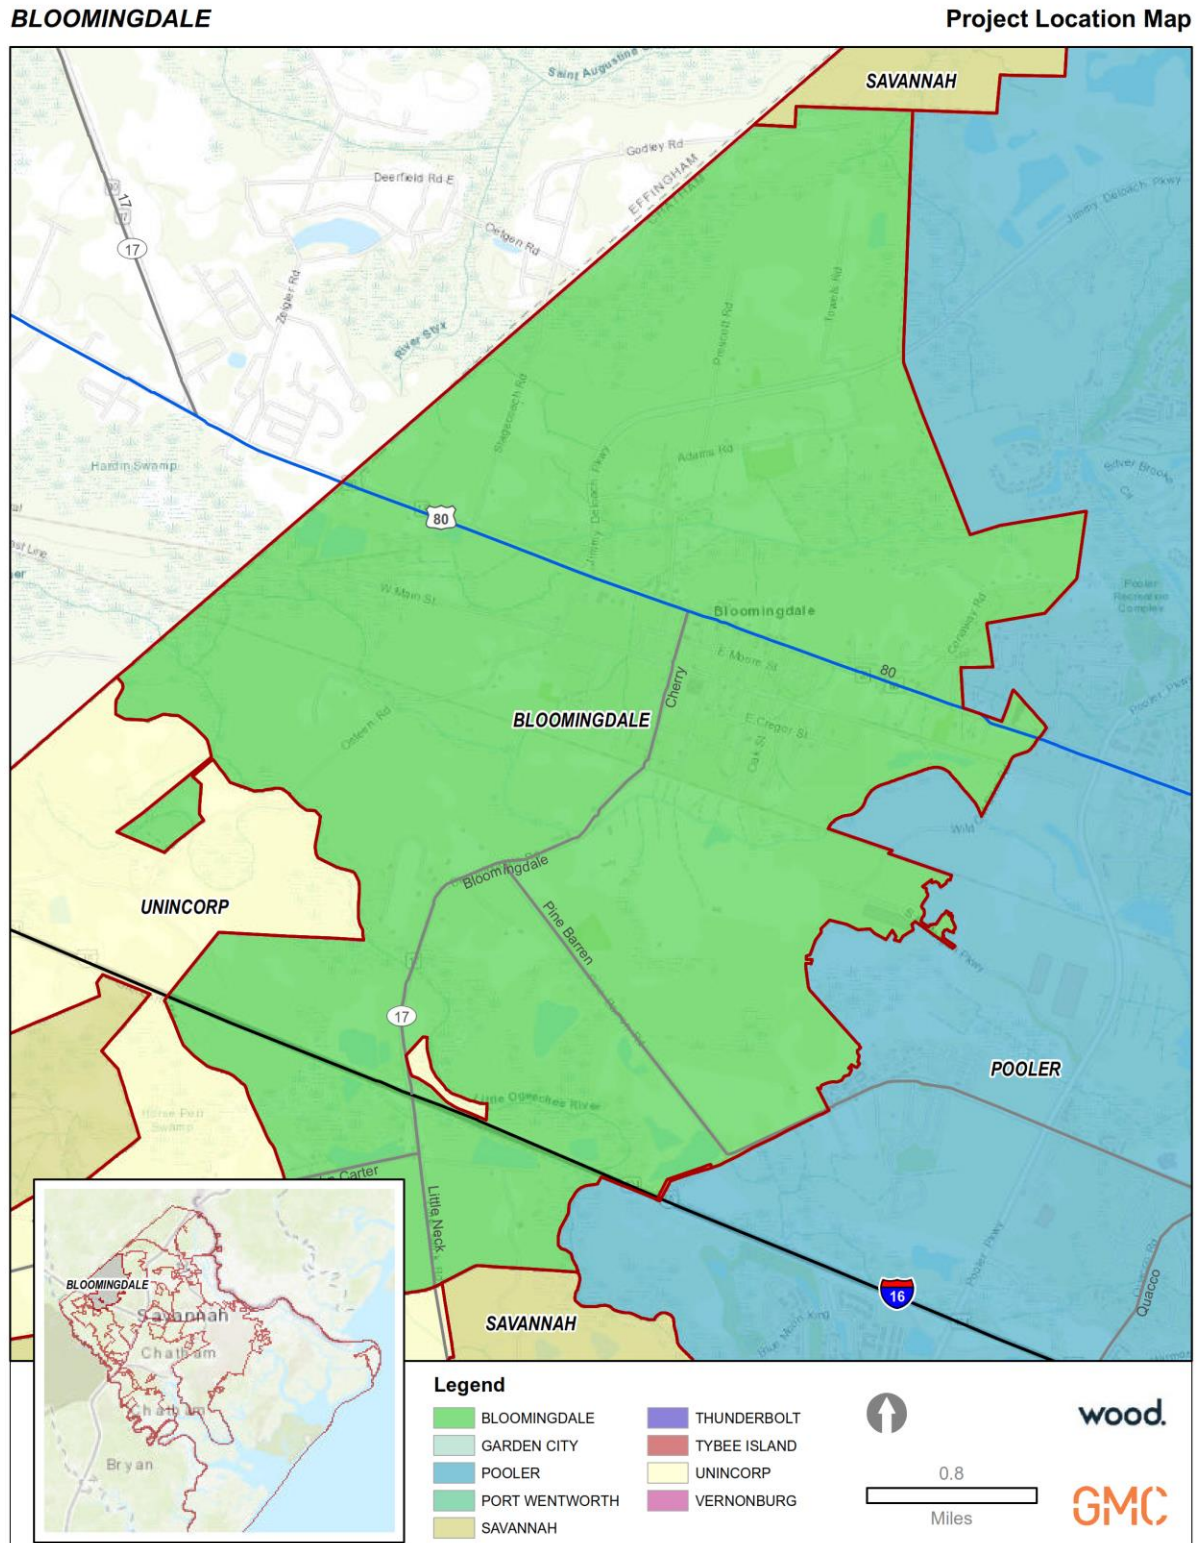 BLOOMINGDALE
Project Location Map
SAVANNAH
Saint Augustine
Godley Rd
EFFINGHAM
CHATHAM
Deerfield Rd E
Jimmy Deloach Pkwy
17
17
Oetgen Rd
Zeigler Rd
Towels Rd
Prescott Rd
River Styx
Stagecoach Rd
Adams Rd
Hardin Swamp
Silver Brooke
Cir
80
Jimmy Deloach Pkwy
W Main St
Bloomingdale
Pooler
Recreation
Complex
Conaway Rd
E Moore St
80
Cherry
Pooler Pkwy
BLOOMINGDALE
Osteen Rd
E Gregor St
Oak St
Wild
Bloomingdale
UNINCORP
Pine Barren
Pkwy
17
POOLER
Little Ogeechee River
Horse Pen
Swamp
Carter
Little Neck
Pooler Pkwy
Quacco
16
SAVANNAH
BLOOMINGDALE
Savannah
Chatham
Chatham
Bryan
Legend
BLOOMINGDALE
GARDEN CITY
POOLER
PORT WENTWORTH
SAVANNAH
THUNDERBOLT
TYBEE ISLAND
UNINCORP
VERNONBURG
0.8
Miles
wood.
GMC